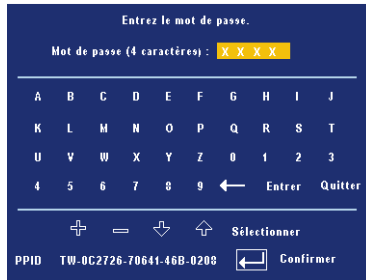 Entrez le mot de passe.
Mot de passe (4 caractères) : X X X X
A B C D E F G H I J
K L M N O P Q R S T
U V W X Y Z 0 1 2 3
4 5 6 7 8 9 ← Entrer Quitter
Sélectionner
PPID TW-0C2726-70641-46B-0208 Confirmer